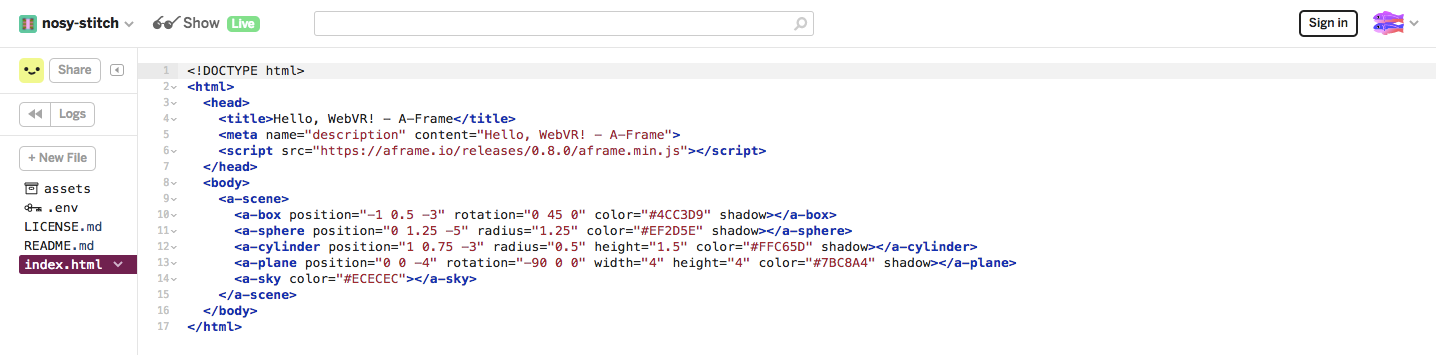 nosy-stitch Show Live Sign in
Share
Logs
+ New File
assets
.env
LICENSE.md
README.md
index.html
1 <!DOCTYPE html>
2 <html>
3 <head>
4 <title>Hello, WebVR! – A-Frame</title>
5 <meta name="description" content="Hello, WebVR! – A-Frame">
6 <script src="https://aframe.io/releases/0.8.0/aframe.min.js"></script>
7 </head>
8 <body>
9 <a-scene>
10 <a-box position="-1 0.5 -3" rotation="0 45 0" color="#4CC3D9" shadow></a-box>
11 <a-sphere position="0 1.25 -5" radius="1.25" color="#EF2D5E" shadow></a-sphere>
12 <a-cylinder position="1 0.75 -3" radius="0.5" height="1.5" color="#FFC65D" shadow></a-cylinder>
13 <a-plane position="0 0 -4" rotation="-90 0 0" width="4" height="4" color="#7BC8A4" shadow></a-plane>
14 <a-sky color="#ECECEC"></a-sky>
15 </a-scene>
16 </body>
17 </html>